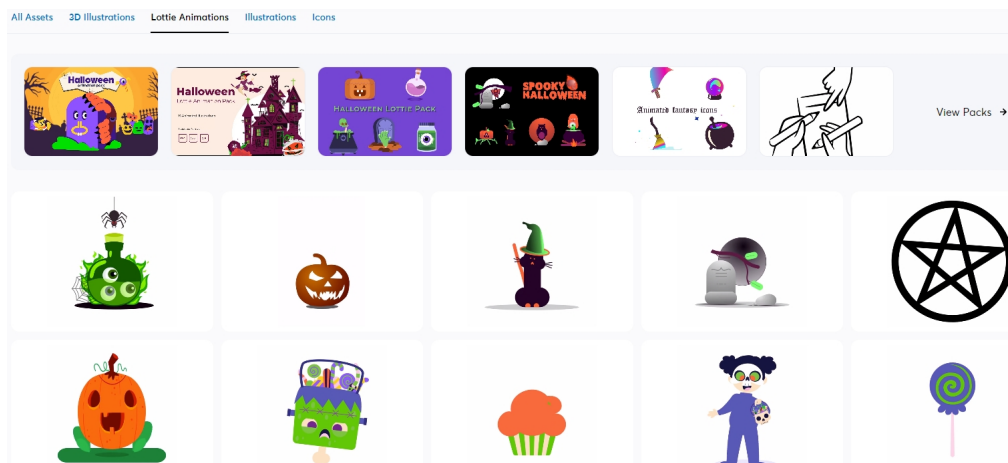 All Assets 3D Illustrations Lottie Animations Illustrations Icons
Halloween
Halloween
Lottie Animation Pack
HALLOWEEN LOTTIE PACK
SPOOKY
HALLOWEEN
Animated fantasy icons
View Packs →